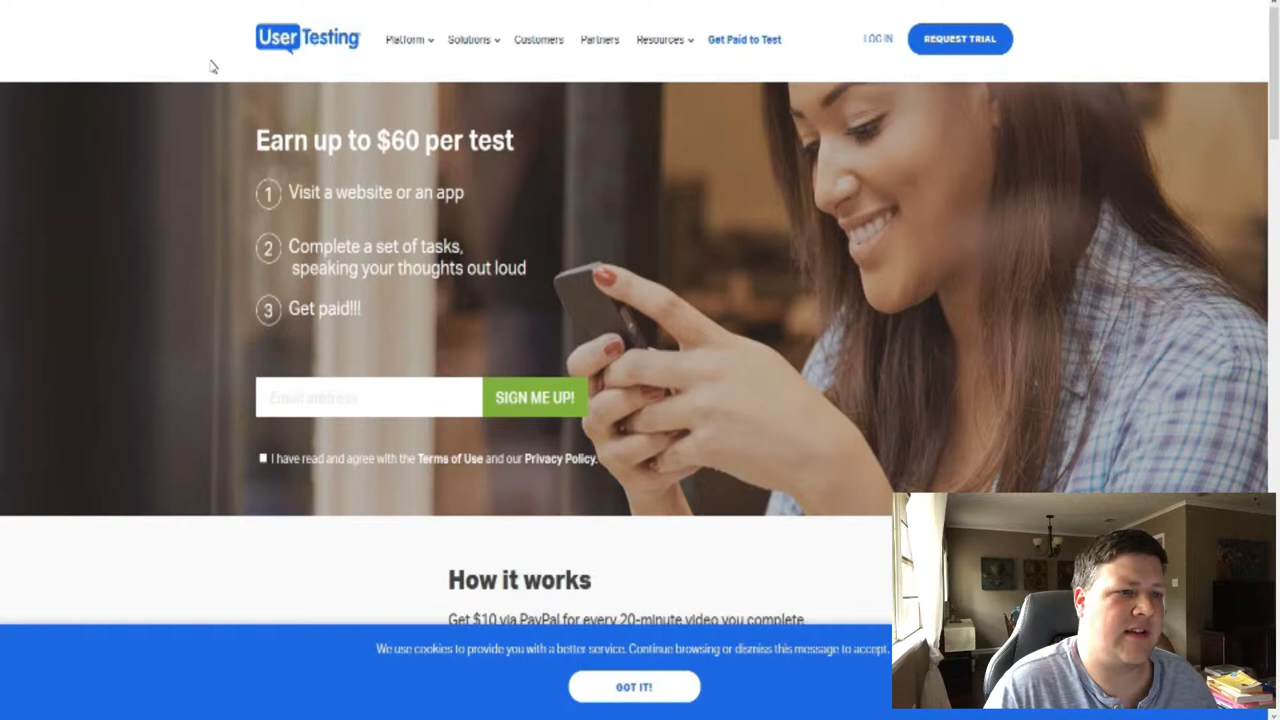 UserTesting
Platform
Solutions
Customers
Partners
Resources
Get Paid to Test
LOG IN
REQUEST TRIAL
Earn up to $60 per test
1 Visit a website or an app
2 Complete a set of tasks,
speaking your thoughts out loud
3 Get paid!!!
Email address
SIGN ME UP!
I have read and agree with the Terms of Use and our Privacy Policy.
How it works
Get $10 via PayPal for every 20-minute video you complete
We use cookies to provide you with a better service. Continue browsing or dismiss this message to accept.
GOT IT!